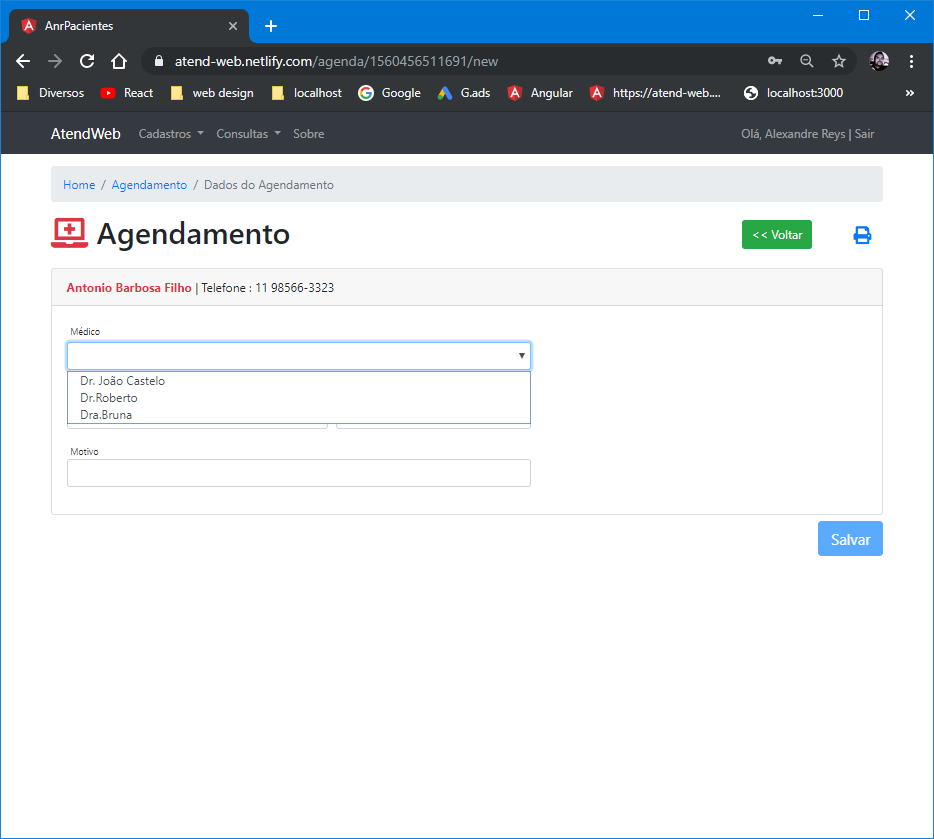 AnrPacientes
atend-web.netlify.com/agenda/1560456511691/new
Diversos React web design localhost Google G.ads Angular https://atend-web.... localhost:3000 »
AtendWeb Cadastros Consultas Sobre Olá, Alexandre Reys | Sair
Home / Agendamento / Dados do Agendamento
Agendamento << Voltar
Antonio Barbosa Filho | Telefone : 11 98566-3323
Médico
Dr. João Castelo
Dr.Roberto
Dra.Bruna
Motivo
Salvar